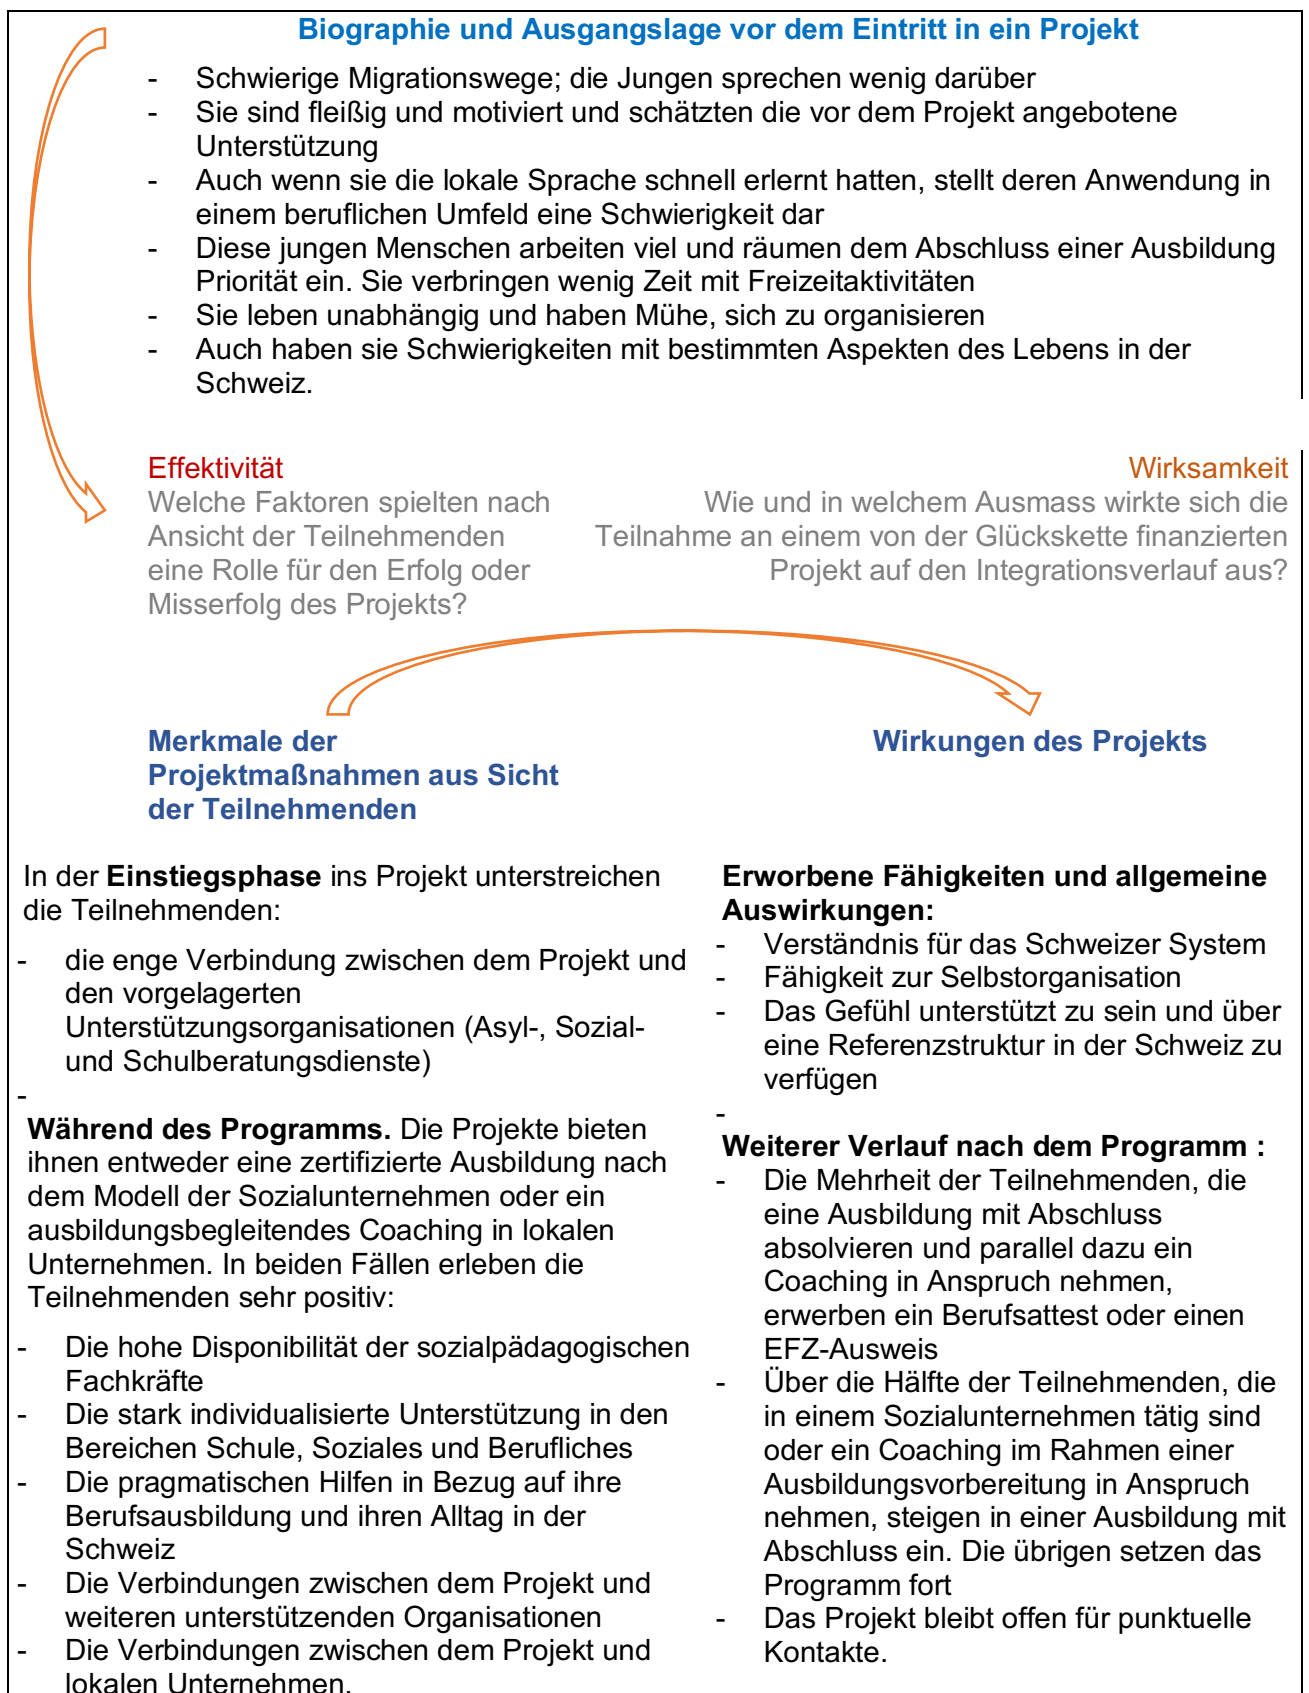 Biographie und Ausgangslage vor dem Eintritt in ein Projekt
- Schwierige Migrationswege; die Jungen sprechen wenig darüber
- Sie sind fleißig und motiviert und schätzten die vor dem Projekt angebotene
Unterstützung
- Auch wenn sie die lokale Sprache schnell erlernt hatten, stellt deren Anwendung in
einem beruflichen Umfeld eine Schwierigkeit dar
- Diese jungen Menschen arbeiten viel und räumen dem Abschluss einer Ausbildung
Priorität ein. Sie verbringen wenig Zeit mit Freizeitaktivitäten
- Sie leben unabhängig und haben Mühe, sich zu organisieren
- Auch haben sie Schwierigkeiten mit bestimmten Aspekten des Lebens in der
Schweiz.
Effektivität
Welche Faktoren spielten nach
Ansicht der Teilnehmenden
eine Rolle für den Erfolg oder
Misserfolg des Projekts?
Wirksamkeit
Wie und in welchem Ausmass wirkte sich die
Teilnahme an einem von der Glückskette finanzierten
Projekt auf den Integrationsverlauf aus?
Merkmale der
Projektmaßnahmen aus Sicht
der Teilnehmenden
Wirkungen des Projekts
In der Einstiegsphase ins Projekt unterstreichen
die Teilnehmenden:
- die enge Verbindung zwischen dem Projekt und
den vorgelagerten
Unterstützungsorganisationen (Asyl-, Sozial-
und Schulberatungsdienste)
-
Während des Programms. Die Projekte bieten
ihnen entweder eine zertifizierte Ausbildung nach
dem Modell der Sozialunternehmen oder ein
ausbildungsbegleitendes Coaching in lokalen
Unternehmen. In beiden Fällen erleben die
Teilnehmenden sehr positiv:
- Die hohe Disponibilität der sozialpädagogischen
Fachkräfte
- Die stark individualisierte Unterstützung in den
Bereichen Schule, Soziales und Berufliches
- Die pragmatischen Hilfen in Bezug auf ihre
Berufsausbildung und ihren Alltag in der
Schweiz
- Die Verbindungen zwischen dem Projekt und
weiteren unterstützenden Organisationen
- Die Verbindungen zwischen dem Projekt und
lokalen Unternehmen.
Erworbene Fähigkeiten und allgemeine
Auswirkungen:
- Verständnis für das Schweizer System
- Fähigkeit zur Selbstorganisation
- Das Gefühl unterstützt zu sein und über
eine Referenzstruktur in der Schweiz zu
verfügen
-
Weiterer Verlauf nach dem Programm :
- Die Mehrheit der Teilnehmenden, die
eine Ausbildung mit Abschluss
absolvieren und parallel dazu ein
Coaching in Anspruch nehmen,
erwerben ein Berufsattest oder einen
EFZ-Ausweis
- Über die Hälfte der Teilnehmenden, die
in einem Sozialunternehmen tätig sind
oder ein Coaching im Rahmen einer
Ausbildungsvorbereitung in Anspruch
nehmen, steigen in einer Ausbildung mit
Abschluss ein. Die übrigen setzen das
Programm fort
- Das Projekt bleibt offen für punktuelle
Kontakte.